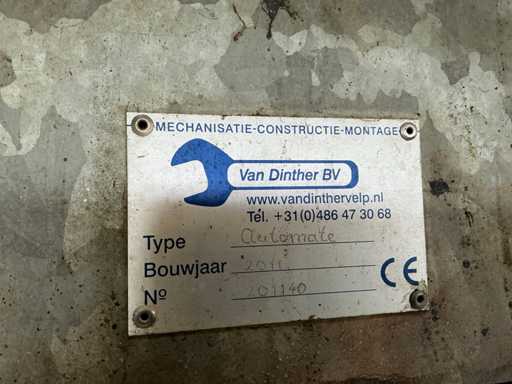 MECHANISATIE-CONSTRUCTIE-MONTAGE
Van Dinther BV
www.vandinthervelp.nl
Tel. +31(0)486 47 30 68
Type automate
Bouwjaar 2011
Nº 201140
CE